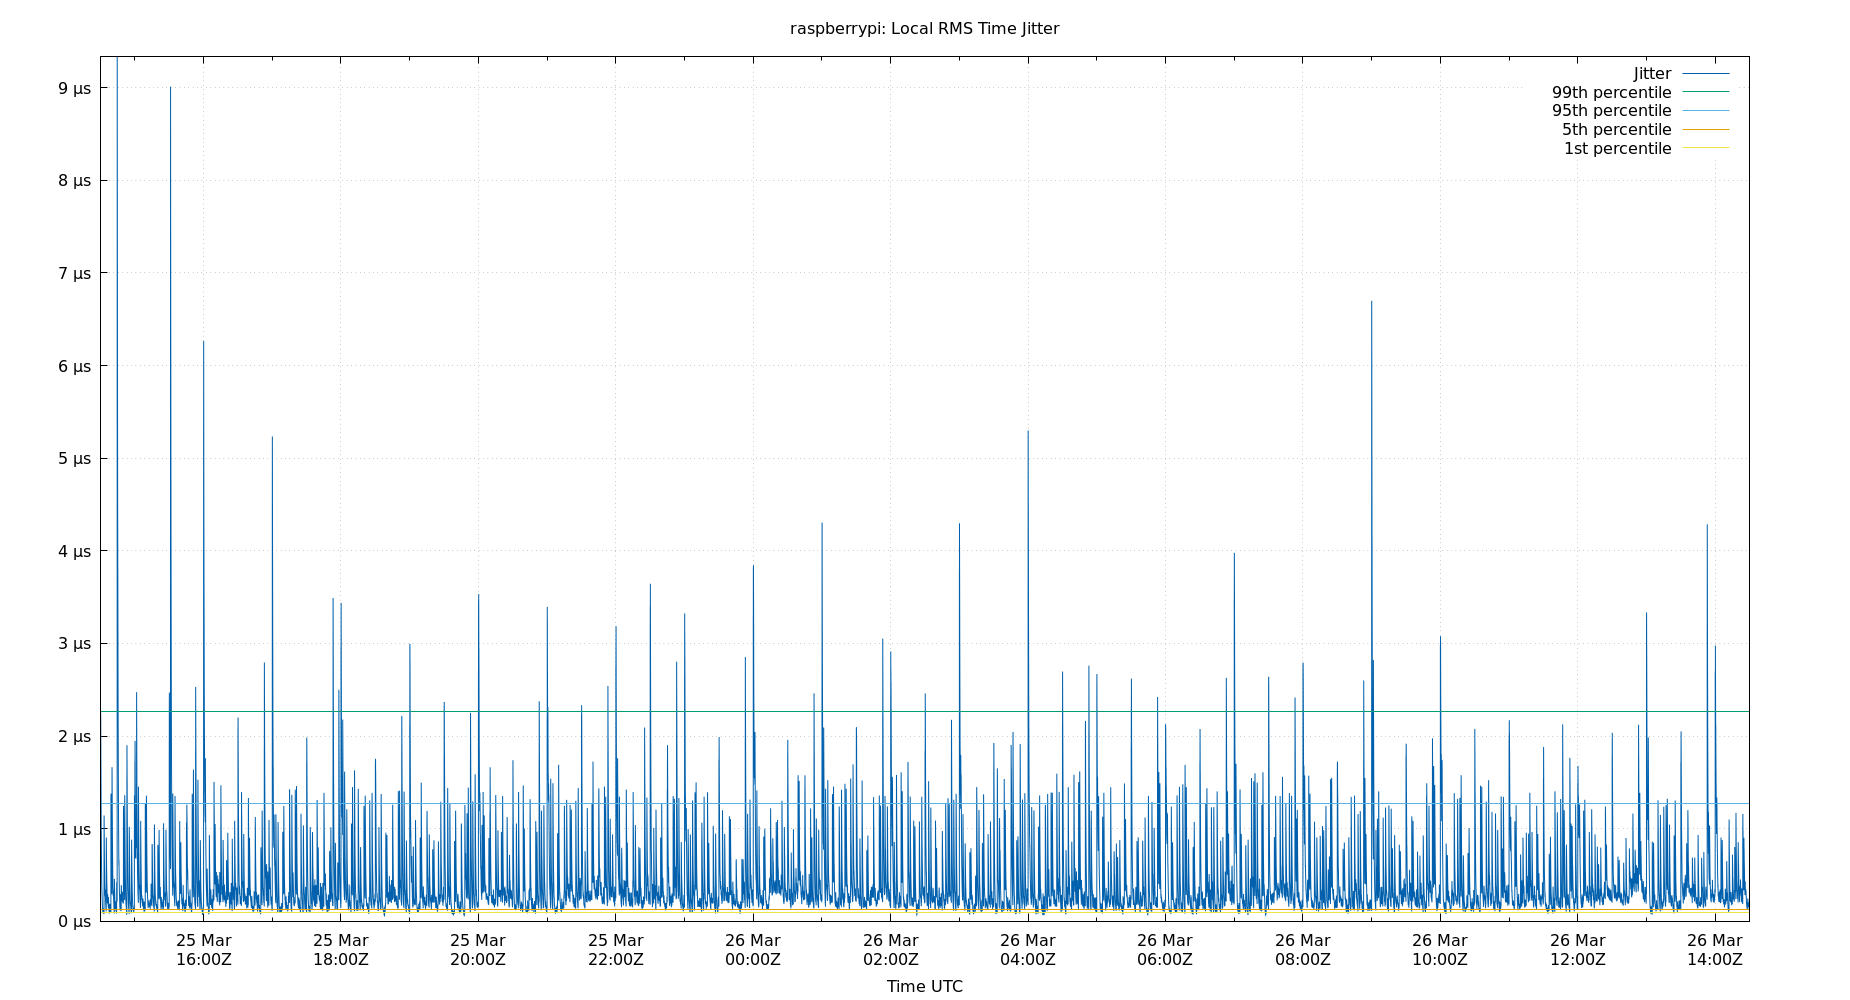 raspberrypi: Local RMS Time Jitter
Jitter
99th percentile
95th percentile
5th percentile
1st percentile
9 µs
8 µs
7 µs
6 µs
5 µs
4 µs
3 µs
2 µs
1 µs
0 µs
25 Mar 25 Mar 25 Mar 25 Mar 26 Mar 26 Mar 26 Mar 26 Mar 26 Mar 26 Mar 26 Mar 26 Mar
16:00Z 18:00Z 20:00Z 22:00Z 00:00Z 02:00Z 04:00Z 06:00Z 08:00Z 10:00Z 12:00Z 14:00Z
Time UTC